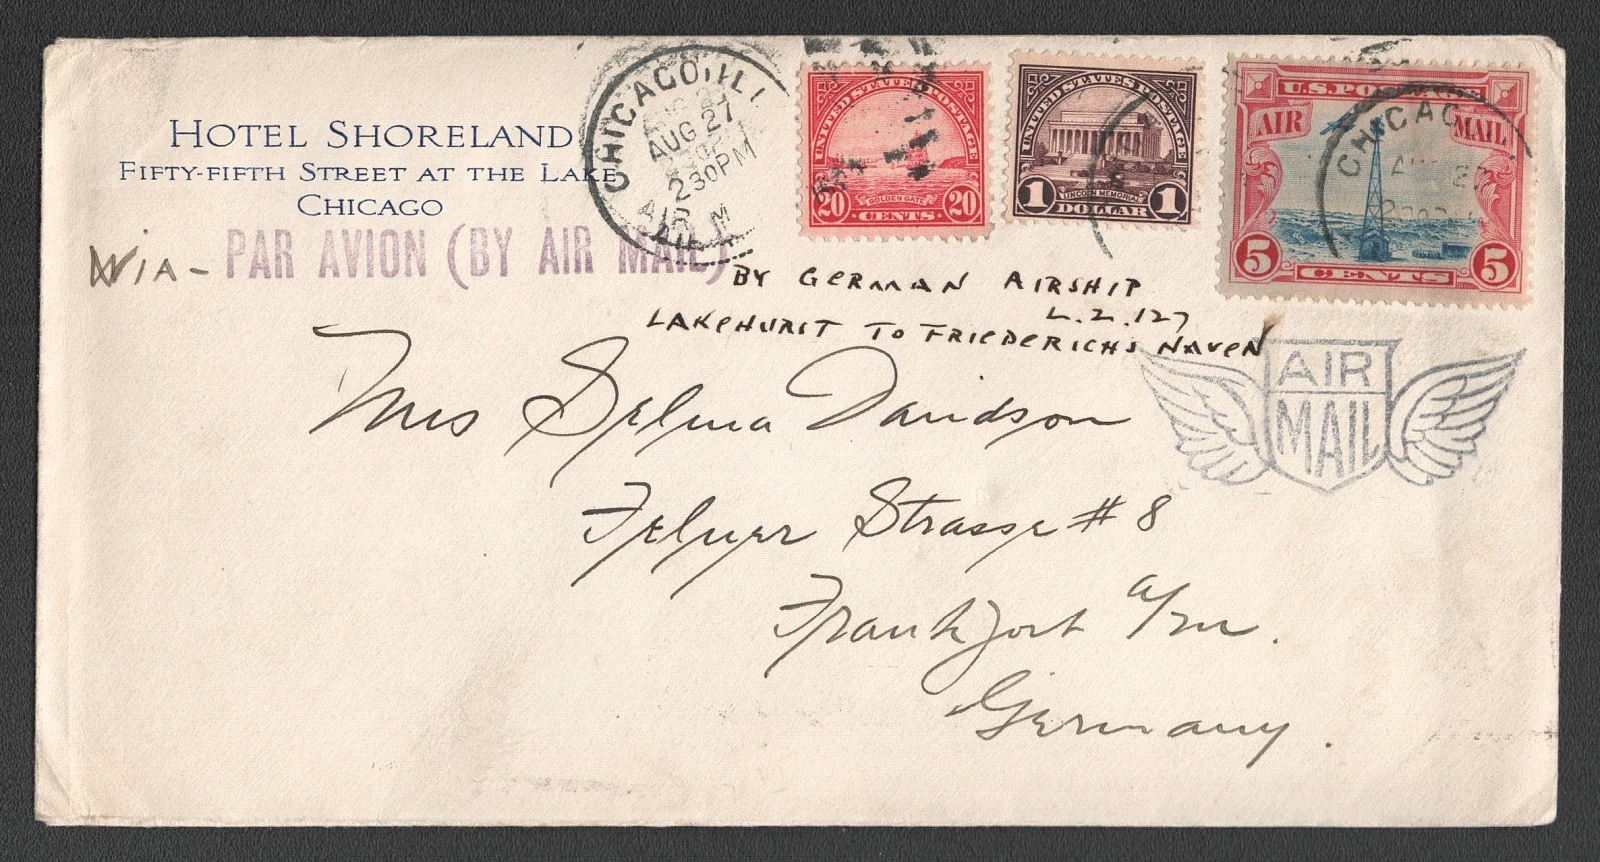 HOTEL SHORELAND
FIFTY-FIFTH STREET AT THE LAKE
CHICAGO
CHICAGO, ILL
AUG 27
230PM
AIR M
UNITED STATES POSTAGE
GOLDEN GATE
20 CENTS 20
UNITED STATES POSTAGE
LINCOLN MEMORIAL
1 DOLLAR 1
U.S. POSTAGE
AIR MAIL
5 CENTS 5
CHICAGO
VIA - PAR AVION (BY AIR MAIL)
BY GERMAN AIRSHIP
L.Z.127
LAKEHURST TO FRIEDERICHSHAVEN
AIR
MAIL
Mrs Selma Davidson
Strasse # 8
Frankfort a/m.
Germany.